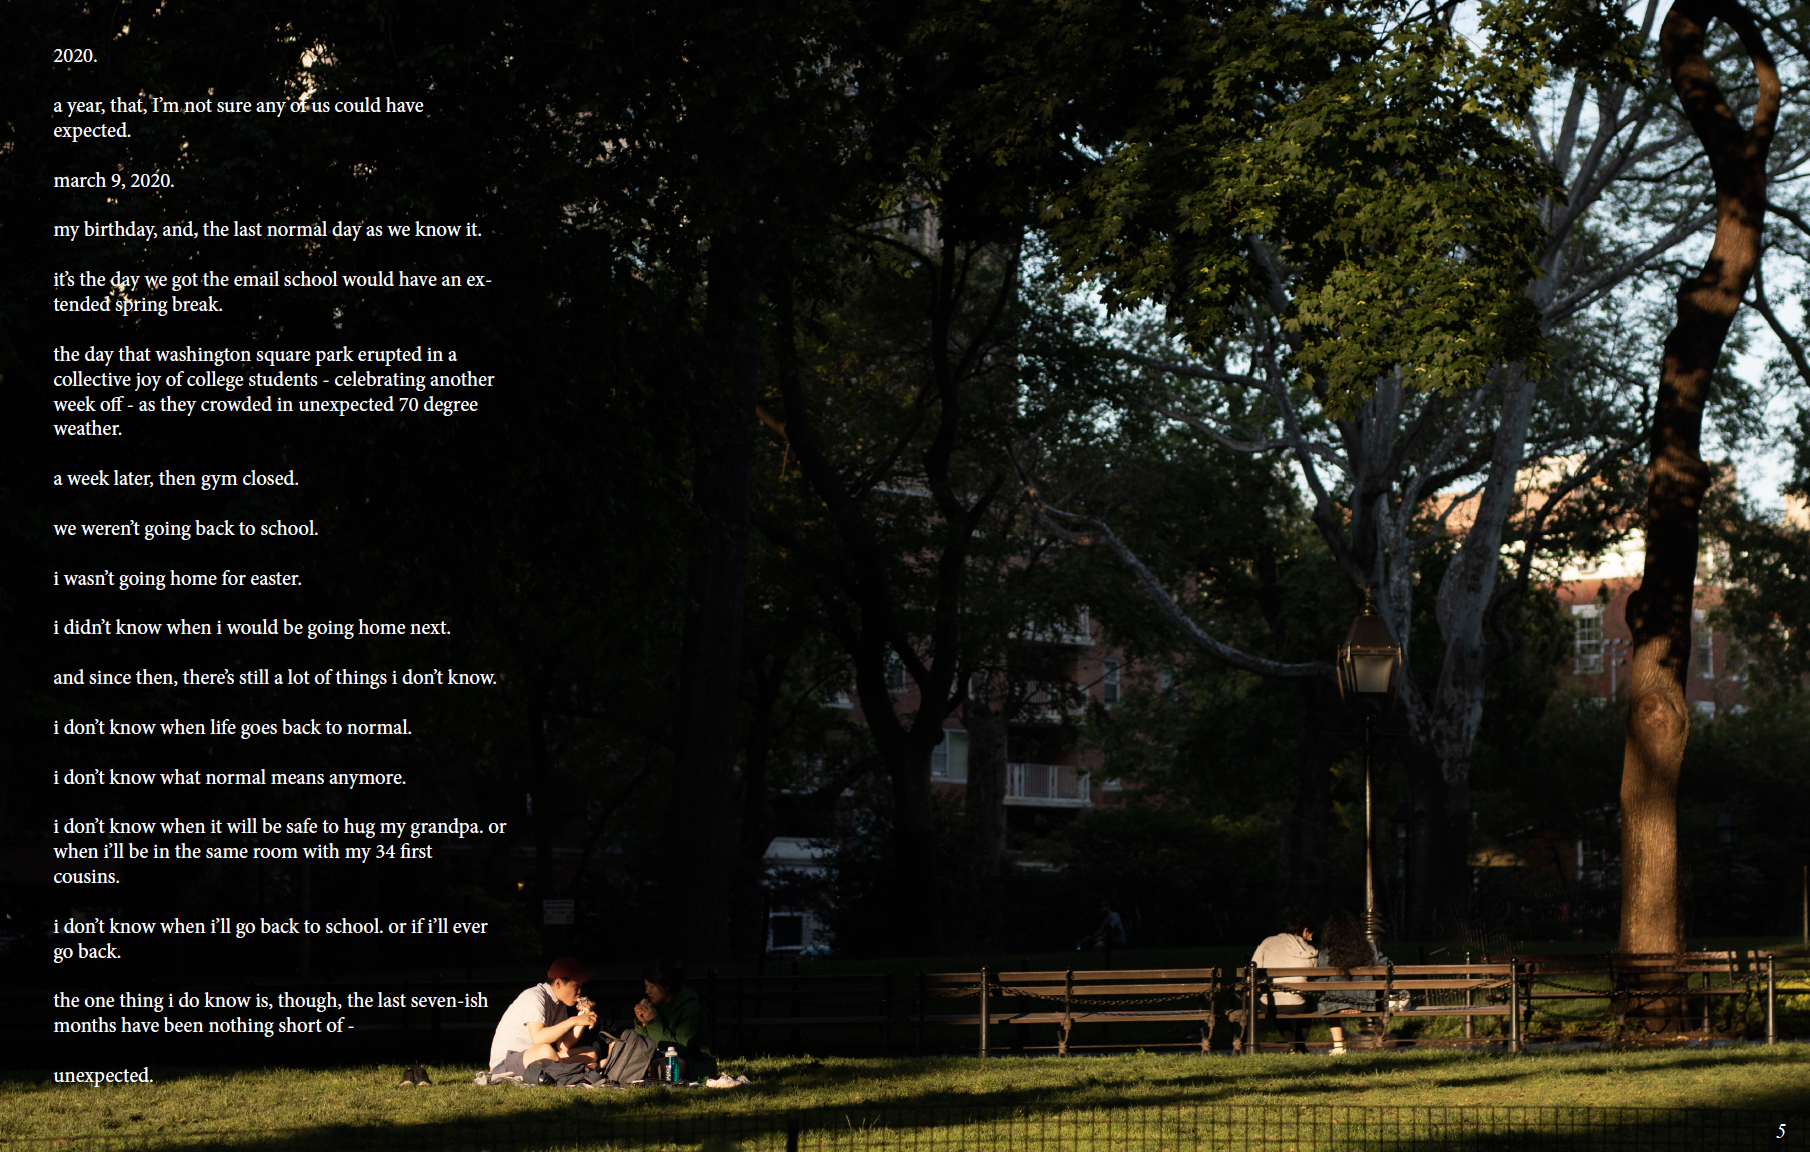 2020.
a year, that, I'm not sure any of us could have
expected.
march 9, 2020.
my birthday, and, the last normal day as we know it.
it's the day we got the email school would have an ex-
tended spring break.
the day that washington square park erupted in a
collective joy of college students - celebrating another
week off - as they crowded in unexpected 70 degree
weather.
a week later, then gym closed.
we weren't going back to school.
i wasn't going home for easter.
i didn't know when i would be going home next.
and since then, there's still a lot of things i don't know.
i don't know when life goes back to normal.
i don't know what normal means anymore.
i don't know when it will be safe to hug my grandpa. or
when i'll be in the same room with my 34 first
cousins.
i don't know when i'll go back to school. or if i'll ever
go back.
the one thing i do know is, though, the last seven-ish
months have been nothing short of -
unexpected.
5